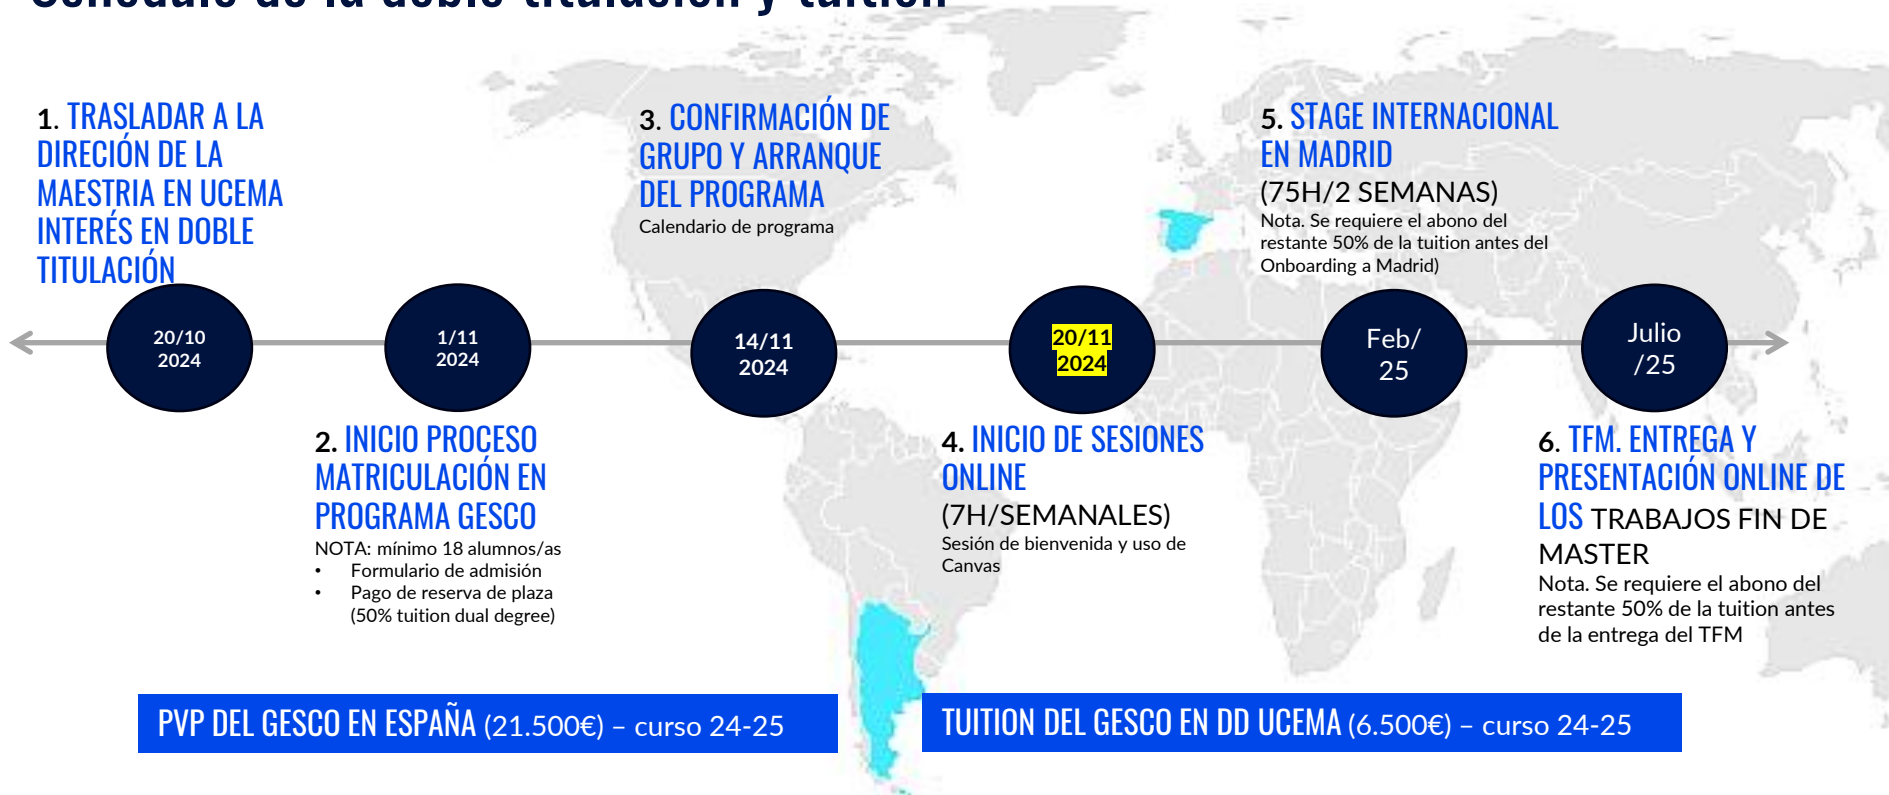 Schedule de la doble titulación y tuition
1. TRASLADAR A LA
DIRECIÓN DE LA
MAESTRIA EN UCEMA
INTERÉS EN DOBLE
TITULACIÓN
20/10
2024
1/11
2024
2. INICIO PROCESO
MATRICULACIÓN EN
PROGRAMA GESCO
NOTA: mínimo 18 alumnos/as
• Formulario de admisión
• Pago de reserva de plaza
(50% tuition dual degree)
3. CONFIRMACIÓN DE
GRUPO Y ARRANQUE
DEL PROGRAMA
Calendario de programa
14/11
2024
20/11
2024
4. INICIO DE SESIONES
ONLINE
(7H/SEMANALES)
Sesión de bienvenida y uso de
Canvas
5. STAGE INTERNACIONAL
EN MADRID
(75H/2 SEMANAS)
Nota. Se requiere el abono del
restante 50% de la tuition antes del
Onboarding a Madrid)
Feb/
25
Julio
/25
6. TFM. ENTREGA Y
PRESENTACIÓN ONLINE DE
LOS TRABAJOS FIN DE
MASTER
Nota. Se requiere el abono del
restante 50% de la tuition antes
de la entrega del TFM
PVP DEL GESCO EN ESPAÑA (21.500€) – curso 24-25
TUITION DEL GESCO EN DD UCEMA (6.500€) – curso 24-25